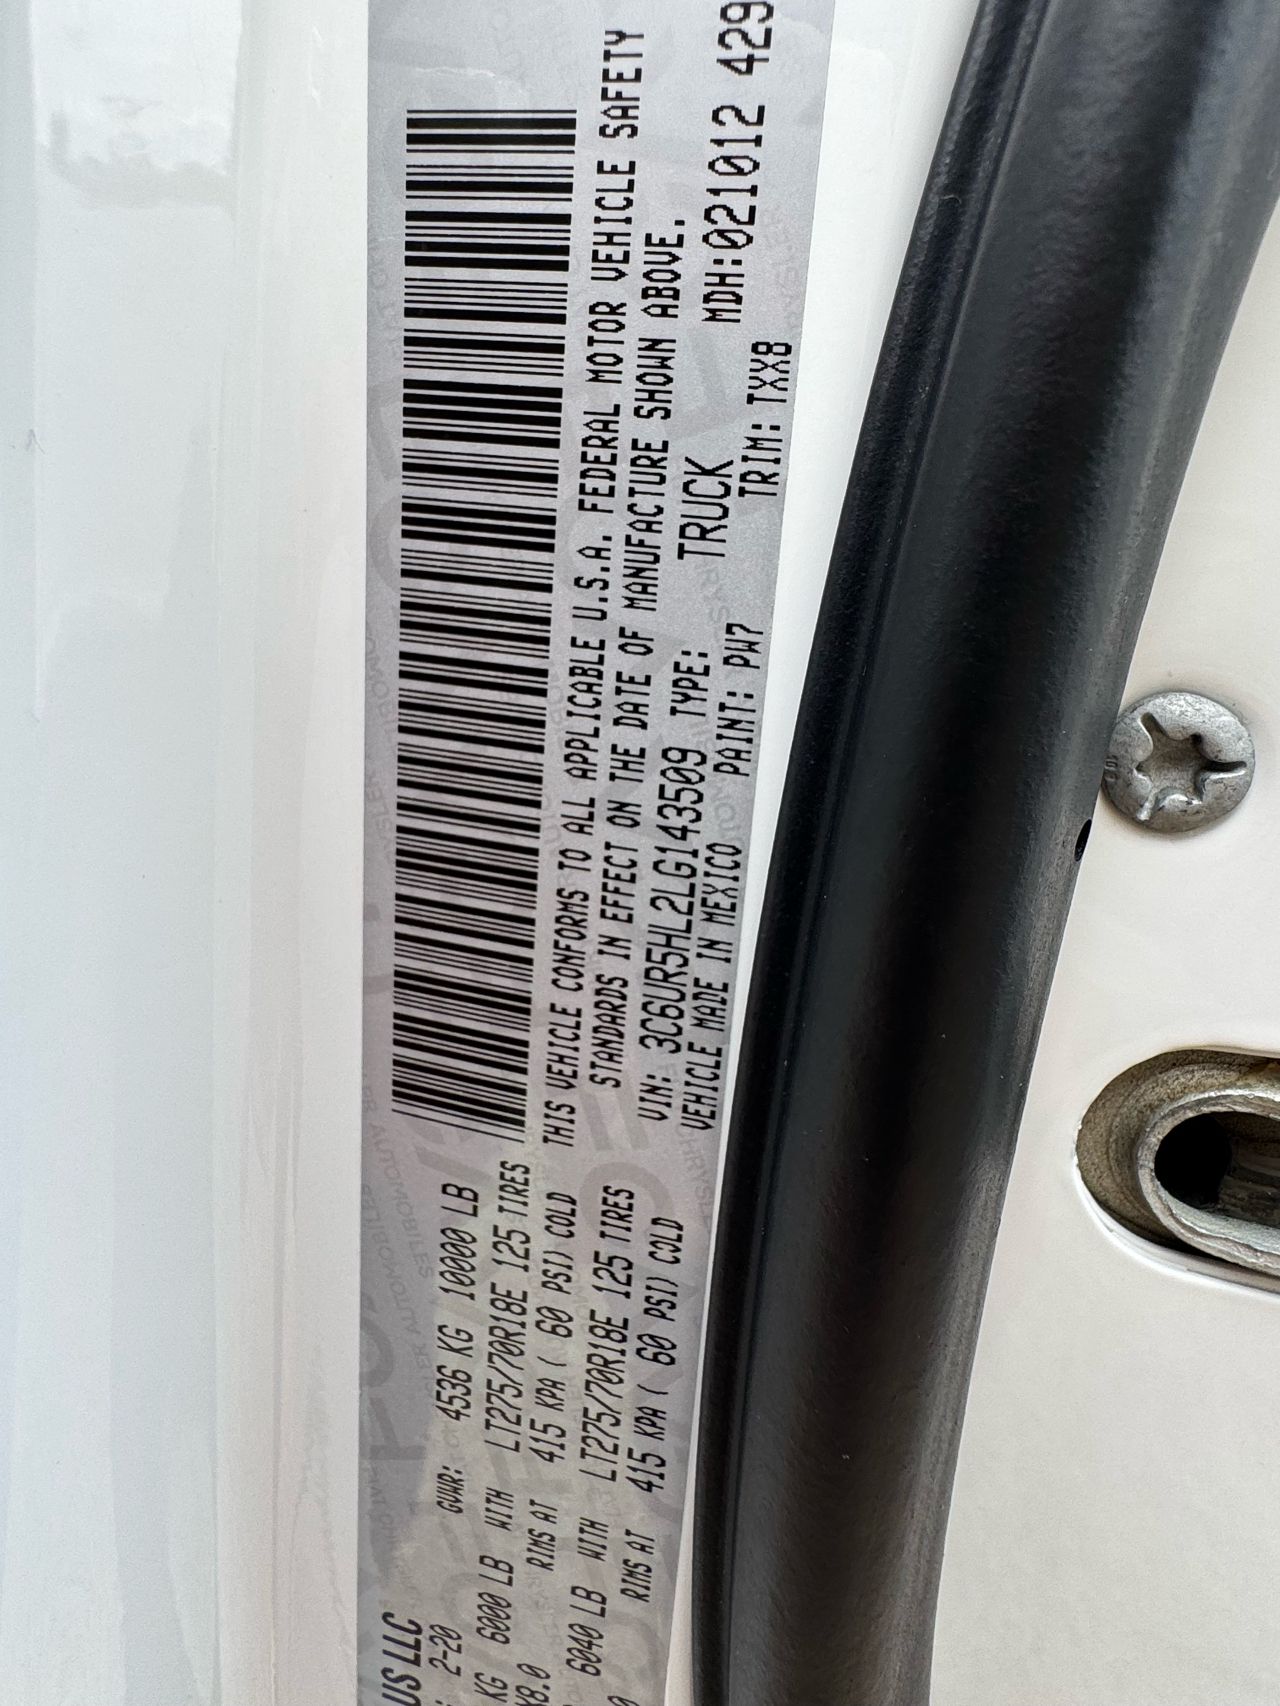 US LLC
2-20 GVWR: 4536 KG 10000 LB
KG 6000 LB WITH LT275/70R18E 125 TIRES
X8.0 RIMS AT 415 KPA ( 60 PSI) COLD
6040 LB WITH LT275/70R18E 125 TIRES
RIMS AT 415 KPA ( 60 PSI) COLD
THIS VEHICLE CONFORMS TO ALL APPLICABLE U.S.A. FEDERAL MOTOR VEHICLE SAFETY
STANDARDS IN EFFECT ON THE DATE OF MANUFACTURE SHOWN ABOVE.
VIN: 3C6UR5HL2LG143509 TYPE: TRUCK MDH:021012 429
VEHICLE MADE IN MEXICO PAINT: PW7 TRIM: TXX8